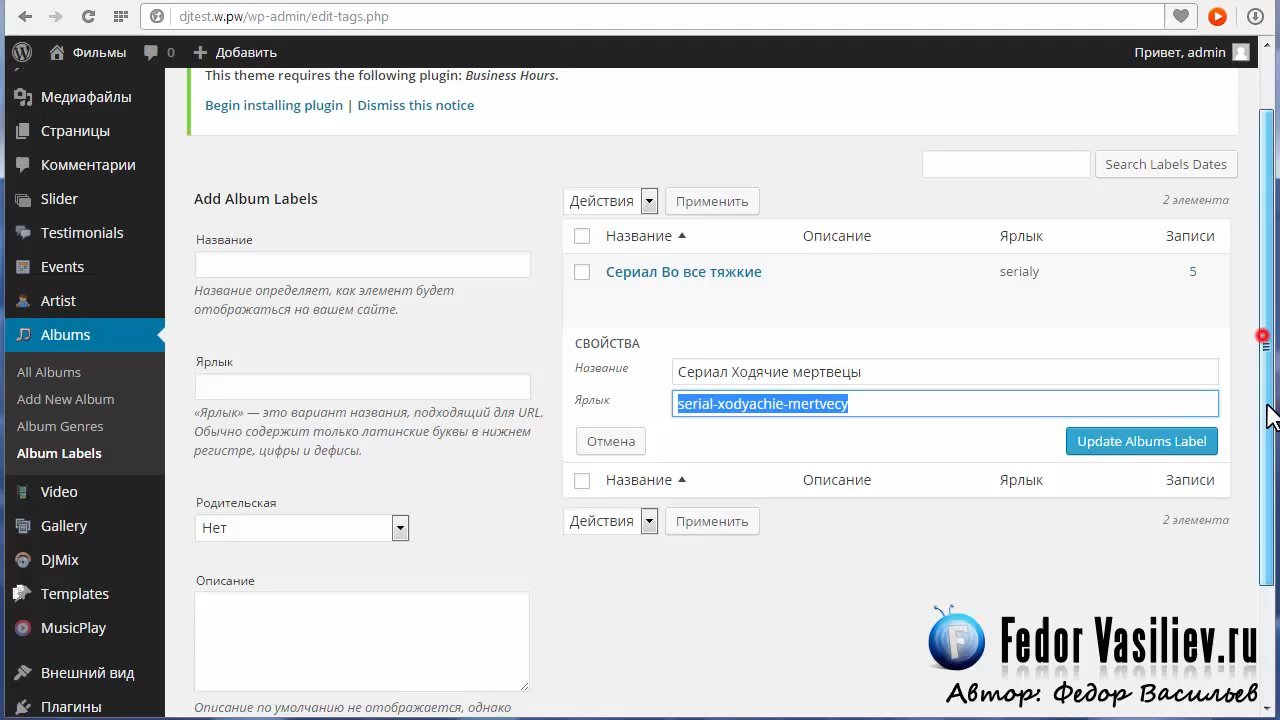 djtest.w.pw/wp-admin/edit-tags.php
Фильмы 0 Добавить Привет, admin
Медиафайлы
Страницы
Комментарии
Slider
Testimonials
Events
Artist
Albums
All Albums
Add New Album
Album Genres
Album Labels
Video
Gallery
DJMix
Templates
MusicPlay
Внешний вид
Плагины
This theme requires the following plugin: Business Hours.
Begin installing plugin | Dismiss this notice
Search Labels Dates
Add Album Labels
Название
Название определяет, как элемент будет
отображаться на вашем сайте.
Ярлык
«Ярлык» — это вариант названия, подходящий для URL.
Обычно содержит только латинские буквы в нижнем
регистре, цифры и дефисы.
Родительская
Нет
Описание
Описание по умолчанию не отображается, однако
Действия Применить 2 элемента
Название Описание Ярлык Записи
Сериал Во все тяжкие serialy 5
СВОЙСТВА
Название Сериал Ходячие мертвецы
Ярлык serial-xodyachie-mertvecy
Отмена Update Albums Label
Название Описание Ярлык Записи
Действия Применить 2 элемента
F Fedor Vasiliev.ru
Автор: Федор Васильев